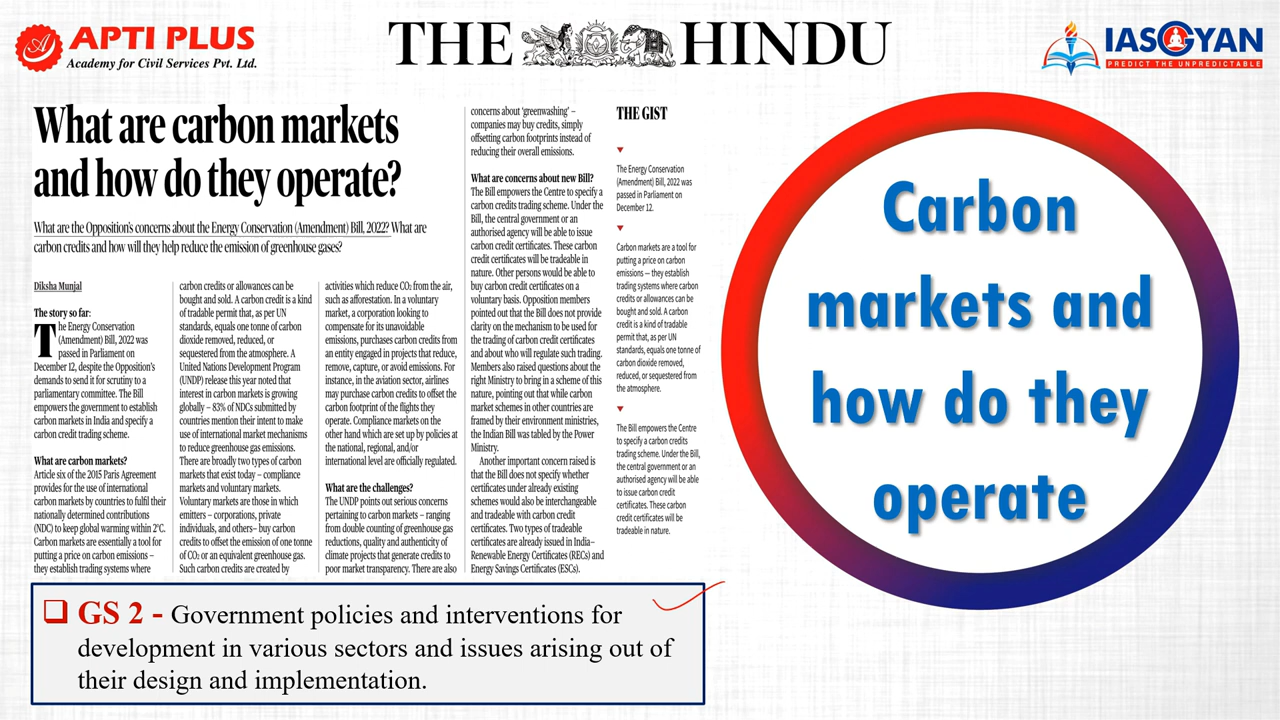 APTI PLUS
Academy for Civil Services Pvt. Ltd.
THE HINDU
IASGYAN
PREDICT THE UNPREDICTABLE
What are carbon markets
and how do they operate?
What are the Opposition's concerns about the Energy Conservation (Amendment) Bill, 2022? What are
carbon credits and how will they help reduce the emission of greenhouse gases?
Diksha Munjal
The story so far:
The Energy Conservation
(Amendment) Bill, 2022 was
passed in Parliament on
December 12, despite the Opposition's
demands to send it for scrutiny to a
parliamentary committee. The Bill
empowers the government to establish
carbon markets in India and specify a
carbon credit trading scheme.
What are carbon markets?
Article six of the 2015 Paris Agreement
provides for the use of international
carbon markets by countries to fulfil their
nationally determined contributions
(NDC) to keep global warming within 2°C.
Carbon markets are essentially a tool for
putting a price on carbon emissions –
they establish trading systems where
carbon credits or allowances can be
bought and sold. A carbon credit is a kind
of tradable permit that, as per UN
standards, equals one tonne of carbon
dioxide removed, reduced, or
sequestered from the atmosphere. A
United Nations Development Program
(UNDP) release this year noted that
interest in carbon markets is growing
globally – 83% of NDCs submitted by
countries mention their intent to make
use of international market mechanisms
to reduce greenhouse gas emissions.
There are broadly two types of carbon
markets that exist today – compliance
markets and voluntary markets.
Voluntary markets are those in which
emitters – corporations, private
individuals, and others– buy carbon
credits to offset the emission of one tonne
of CO₂ or an equivalent greenhouse gas.
Such carbon credits are created by
activities which reduce CO₂ from the air,
such as afforestation. In a voluntary
market, a corporation looking to
compensate for its unavoidable
emissions, purchases carbon credits from
an entity engaged in projects that reduce,
remove, capture, or avoid emissions. For
instance, in the aviation sector, airlines
may purchase carbon credits to offset the
carbon footprint of the flights they
operate. Compliance markets on the
other hand which are set up by policies at
the national, regional, and/or
international level are officially regulated.
What are the challenges?
The UNDP points out serious concerns
pertaining to carbon markets – ranging
from double counting of greenhouse gas
reductions, quality and authenticity of
climate projects that generate credits to
poor market transparency. There are also
concerns about 'greenwashing' –
companies may buy credits, simply
offsetting carbon footprints instead of
reducing their overall emissions.
What are concerns about new Bill?
The Bill empowers the Centre to specify a
carbon credits trading scheme. Under the
Bill, the central government or an
authorised agency will be able to issue
carbon credit certificates. These carbon
credit certificates will be tradeable in
nature. Other persons would be able to
buy carbon credit certificates on a
voluntary basis. Opposition members
pointed out that the Bill does not provide
clarity on the mechanism to be used for
the trading of carbon credit certificates
and about who will regulate such trading.
Members also raised questions about the
right Ministry to bring in a scheme of this
nature, pointing out that while carbon
market schemes in other countries are
framed by their environment ministries,
the Indian Bill was tabled by the Power
Ministry.
Another important concern raised is
that the Bill does not specify whether
certificates under already existing
schemes would also be interchangeable
and tradeable with carbon credit
certificates. Two types of tradeable
certificates are already issued in India–
Renewable Energy Certificates (RECs) and
Energy Savings Certificates (ESCs).
THE GIST
The Energy Conservation
(Amendment) Bill, 2022 was
passed in Parliament on
December 12.
Carbon markets are a tool for
putting a price on carbon
emissions — they establish
trading systems where carbon
credits or allowances can be
bought and sold. A carbon
credit is a kind of tradable
permit that, as per UN
standards, equals one tonne of
carbon dioxide removed,
reduced, or sequestered from
the atmosphere.
The Bill empowers the Centre
to specify a carbon credits
trading scheme. Under the Bill,
the central government or an
authorised agency will be able
to issue carbon credit
certificates. These carbon
credit certificates will be
tradeable in nature.
Carbon
markets and
how do they
operate
GS 2 - Government policies and interventions for
development in various sectors and issues arising out of
their design and implementation.